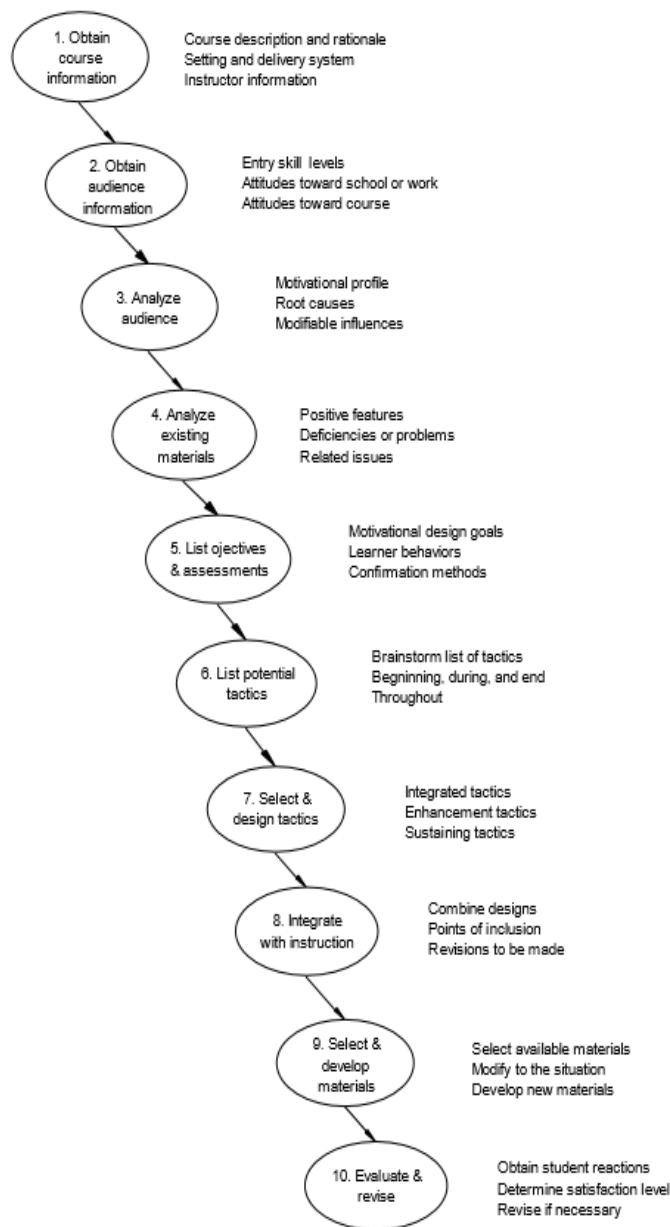 1. Obtain
course
information
Course description and rationale
Setting and delivery system
Instructor information
2. Obtain
audience
information
Entry skill levels
Attitudes toward school or work
Attitudes toward course
3. Analyze
audience
Motivational profile
Root causes
Modifiable influences
4. Analyze
existing
materials
Positive features
Deficiencies or problems
Related issues
5. List ojectives
& assessments
Motivational design goals
Learner behaviors
Confirmation methods
6. List potential
tactics
Brainstorm list of tactics
Begninning, during, and end
Throughout
7. Select &
design tactics
Integrated tactics
Enhancement tactics
Sustaining tactics
8. Integrate
with instruction
Combine designs
Points of inclusion
Revisions to be made
9. Select &
develop
materials
Select available materials
Modify to the situation
Develop new materials
10. Evaluate &
revise
Obtain student reactions
Determine satisfaction level
Revise if necessary